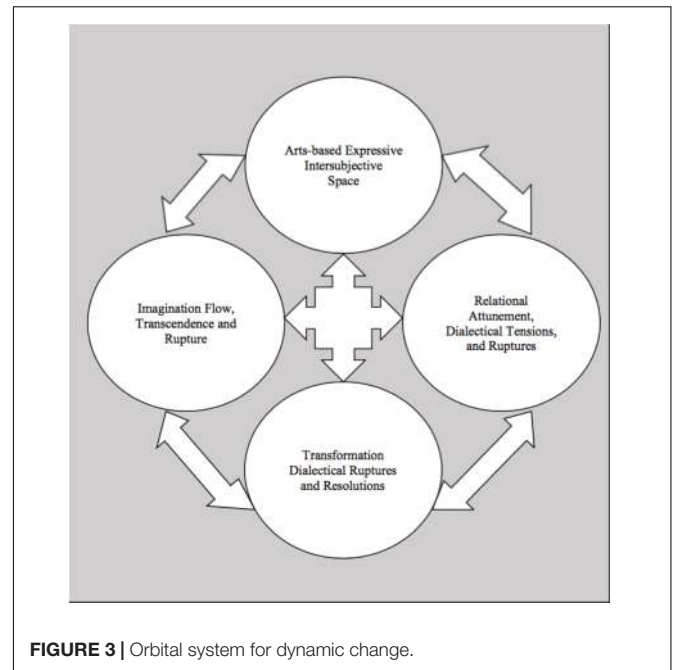 Arts-based Expressive
Intersubjective
Space
Imagination Flow,
Transcendence and
Rupture
Relational
Attunement,
Dialectical Tensions,
and Ruptures
Transformation
Dialectical Ruptures
and Resolutions
FIGURE 3 | Orbital system for dynamic change.